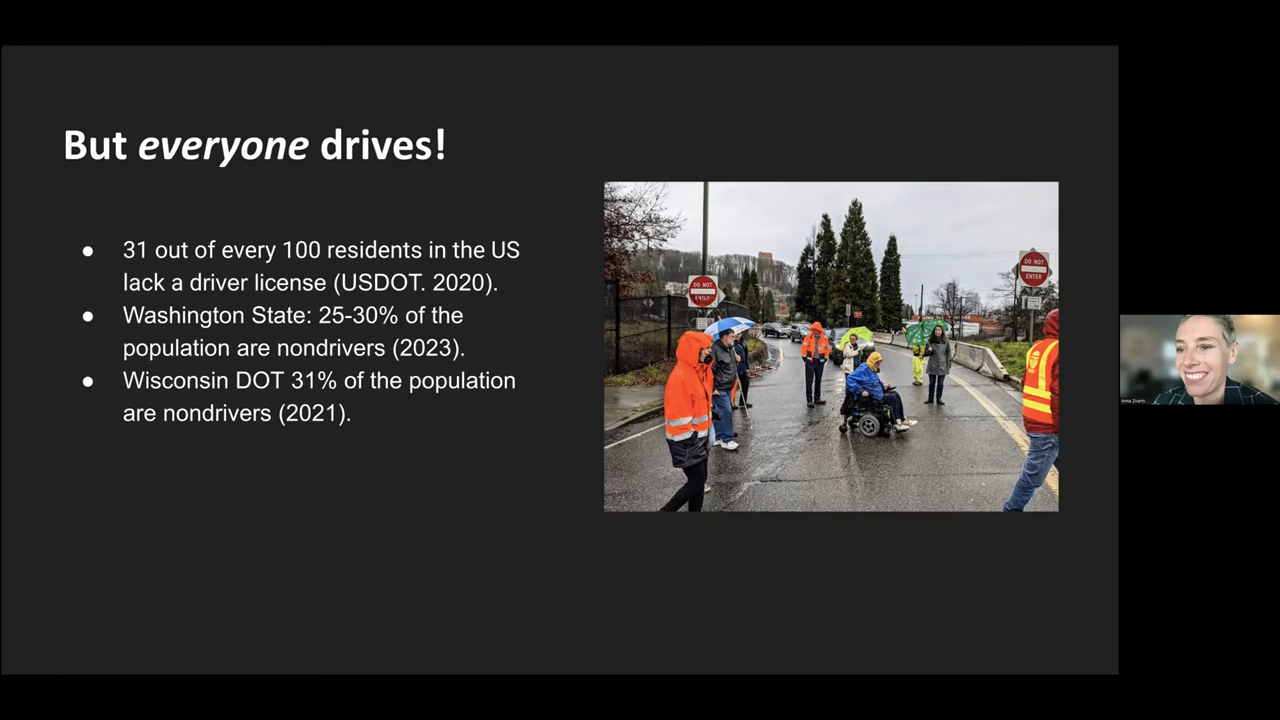 But everyone drives!
31 out of every 100 residents in the US
lack a driver license (USDOT. 2020).
Washington State: 25-30% of the
population are nondrivers (2023).
Wisconsin DOT 31% of the population
are nondrivers (2021).
DO NOT
ENTER
DO NOT
ENTER
Anna Zivarts